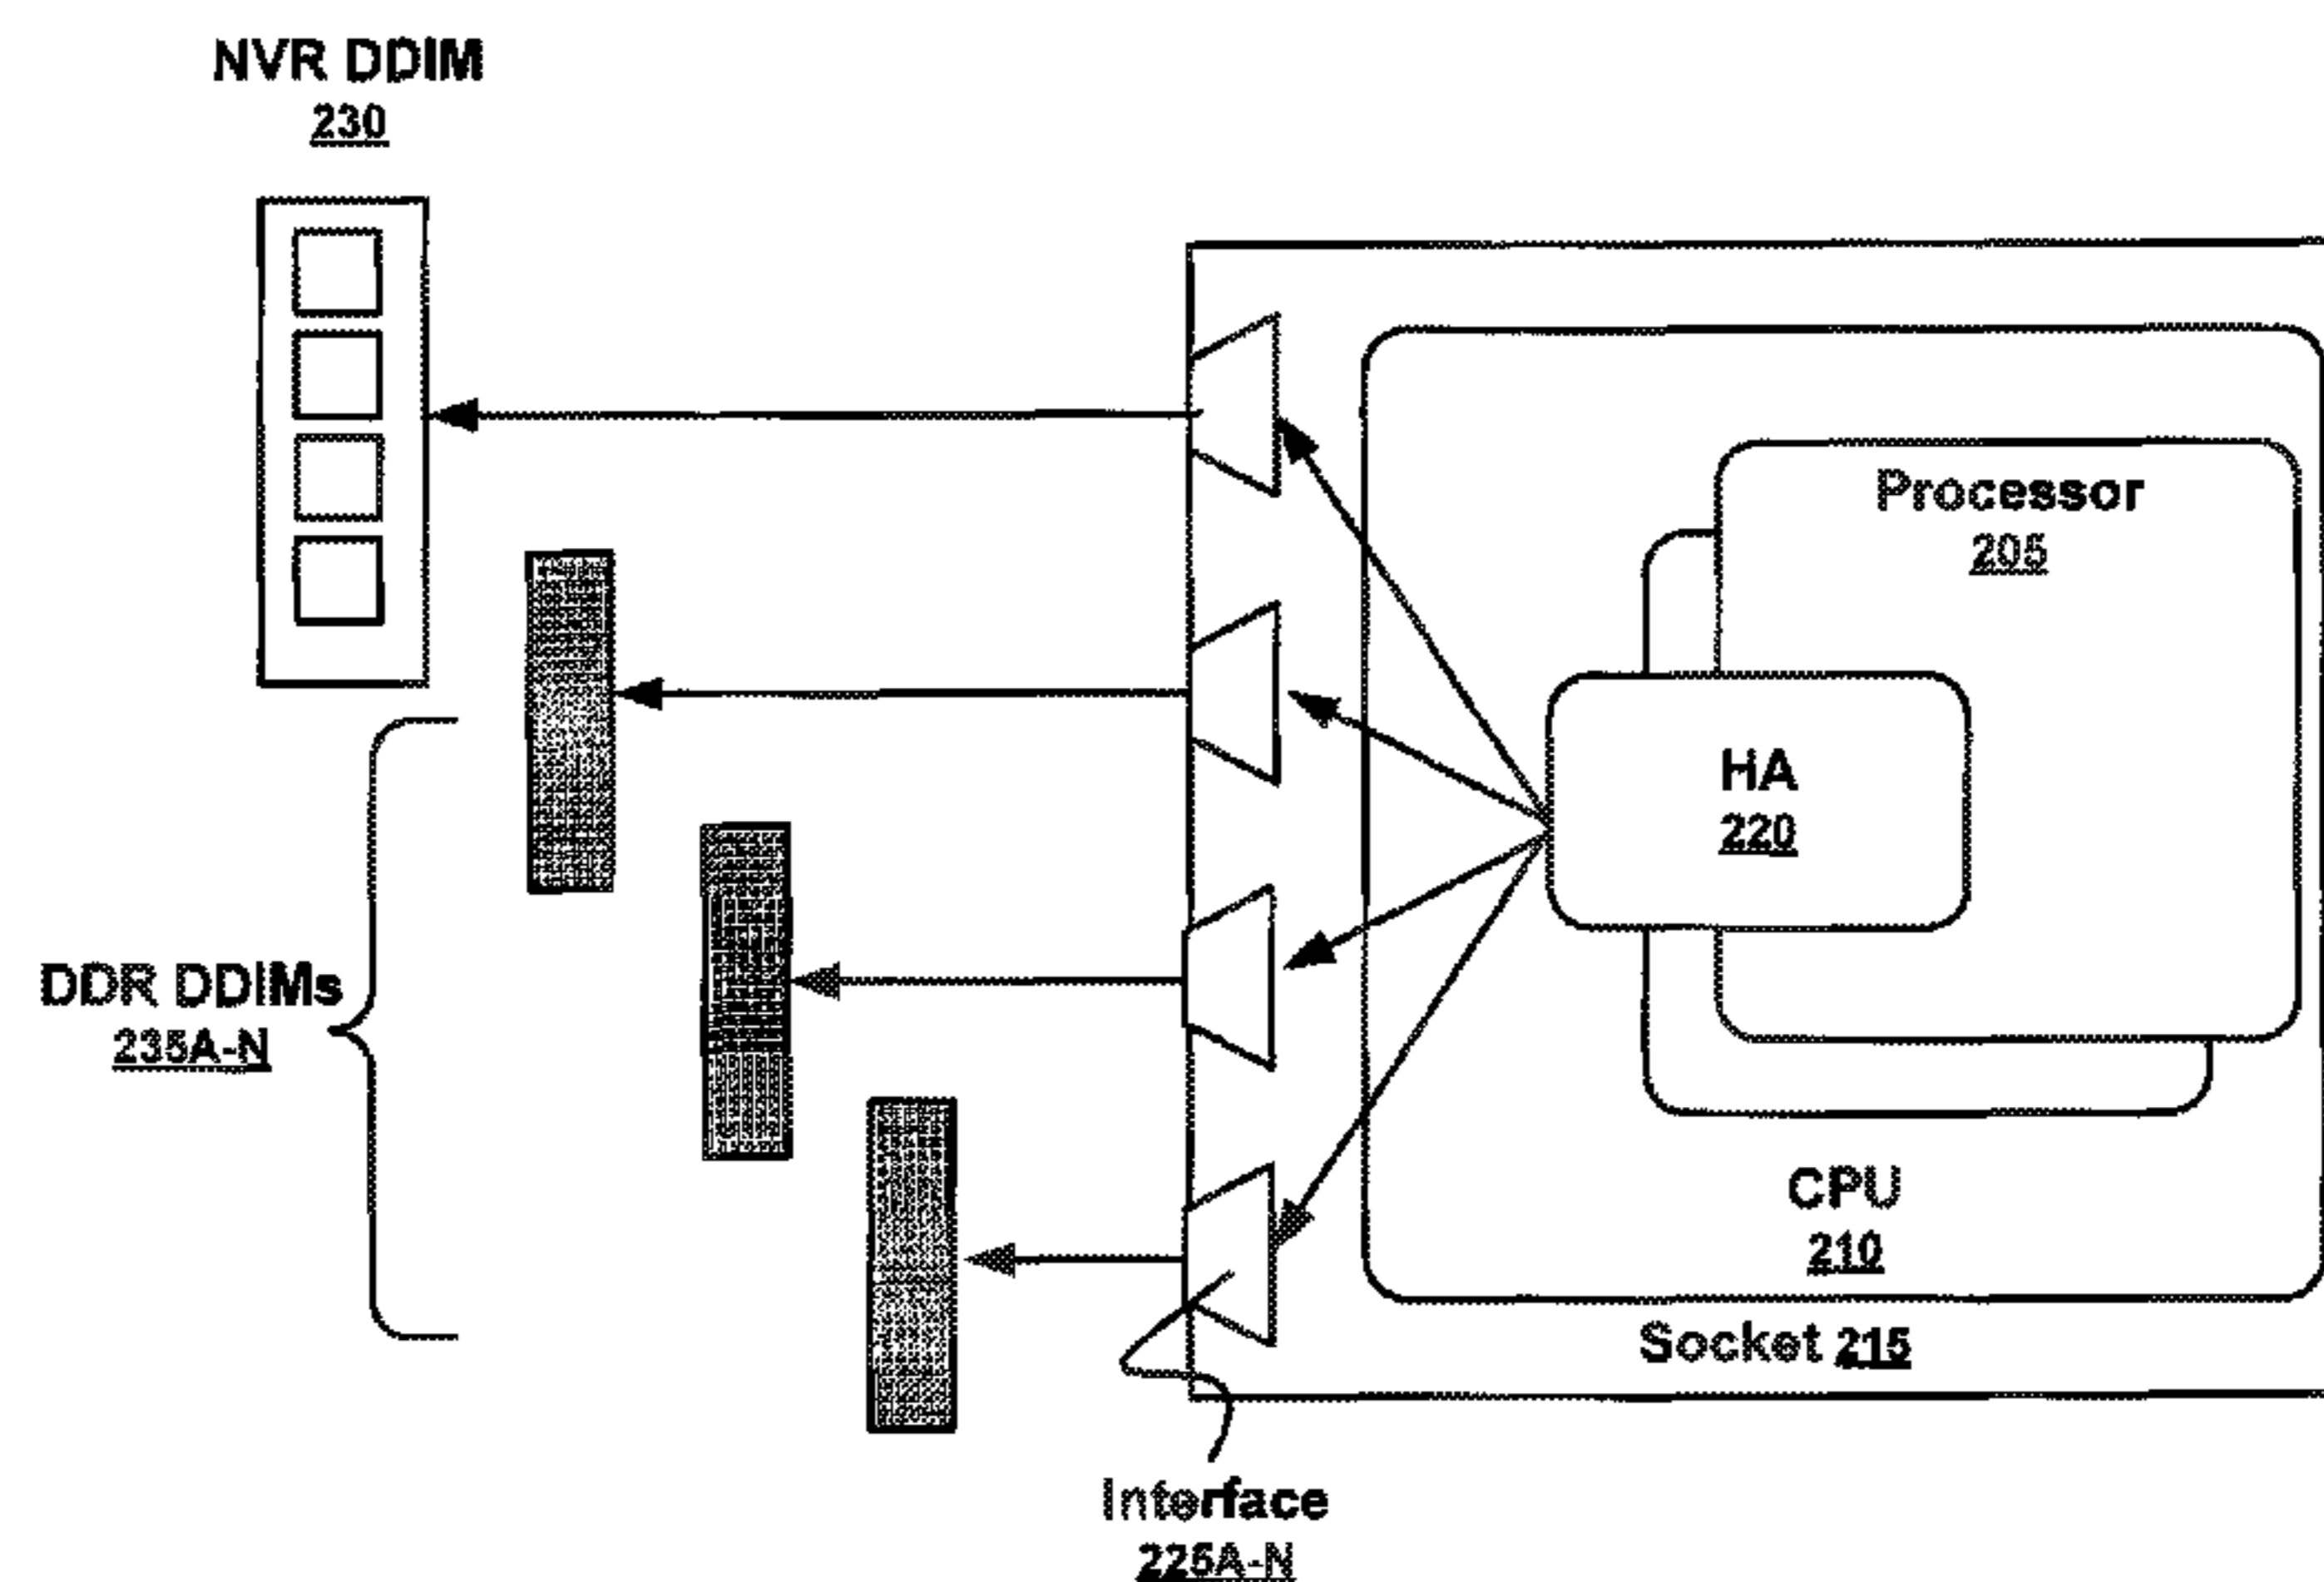 NVR DDIM
230
Processor
205
HA
220
DDR DDIMs
235A-N
CPU
210
Socket 215
Interface
225A-N